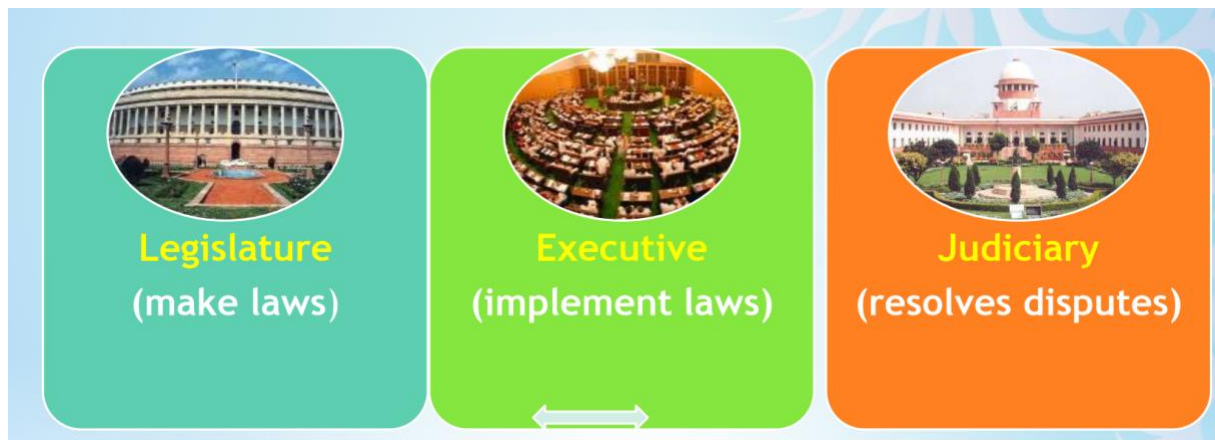 Legislature
(make laws)
Executive
(implement laws)
Judiciary
(resolves disputes)